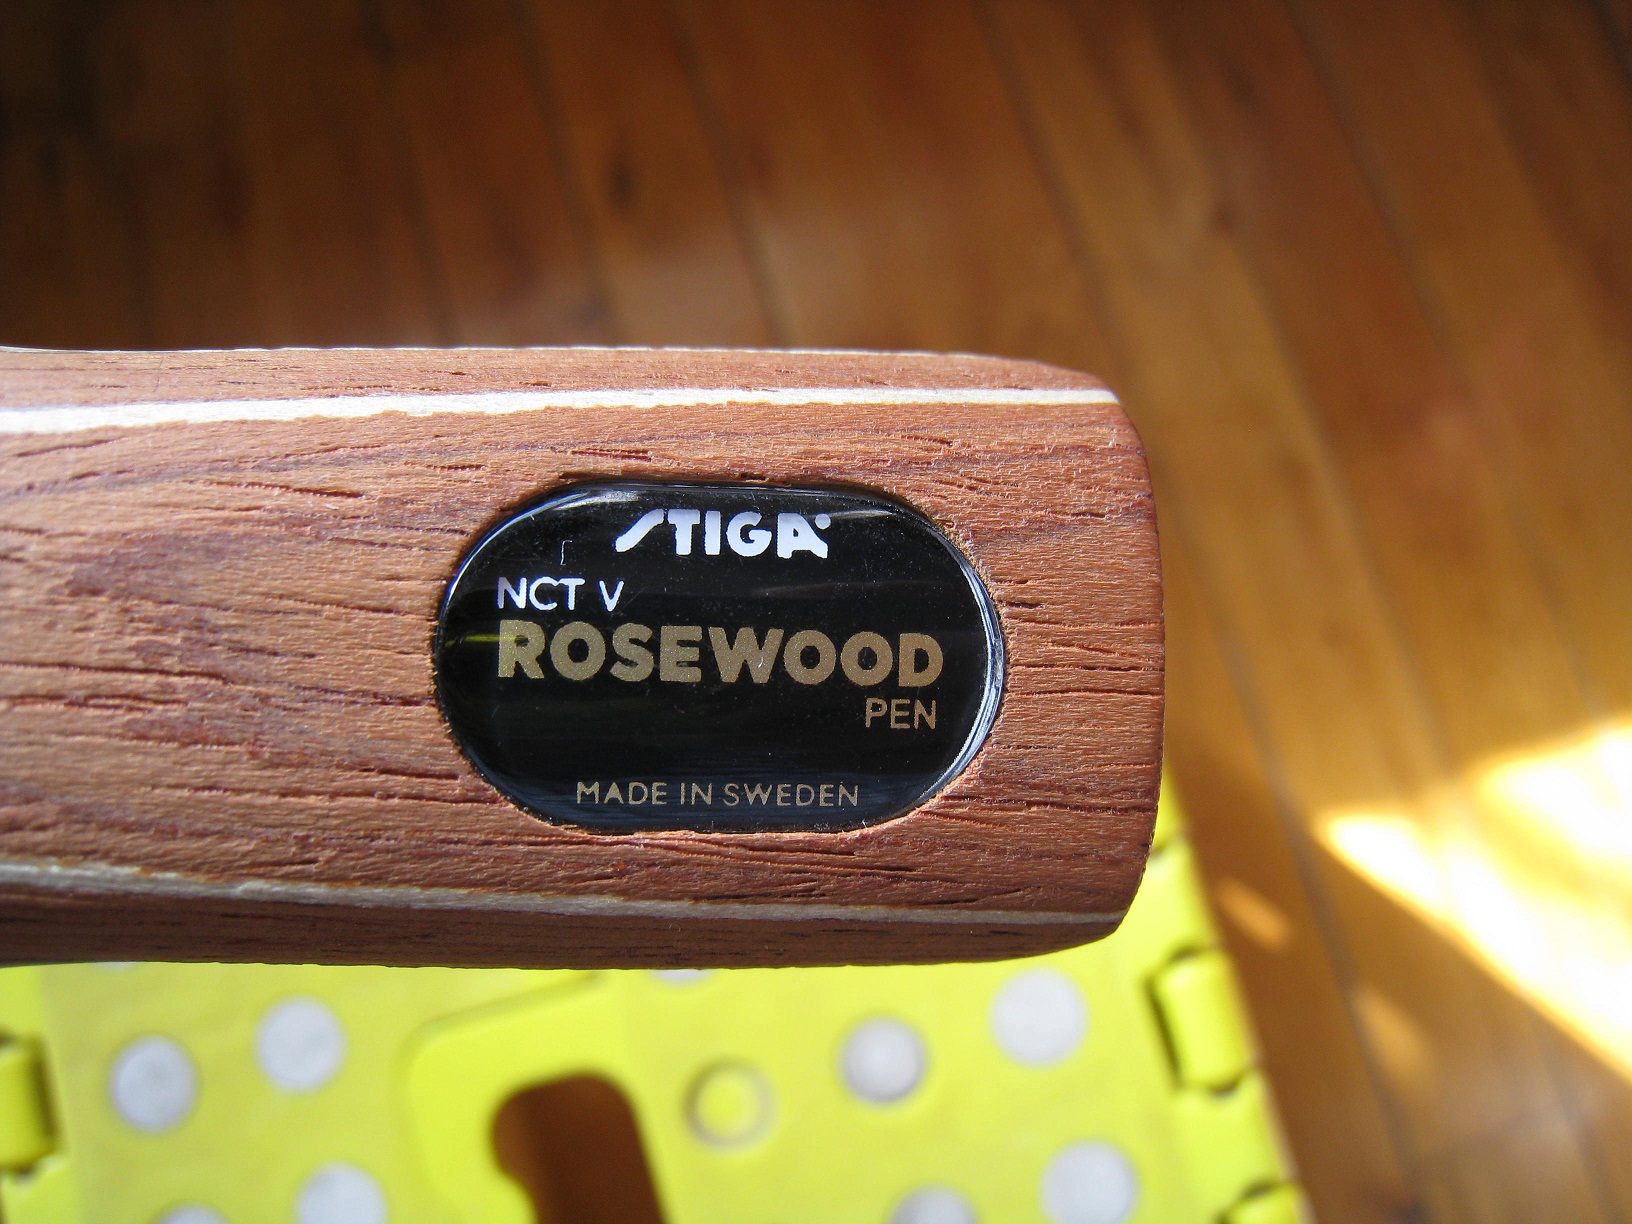 STIGA
NCT V
ROSEWOOD
PEN
MADE IN SWEDEN